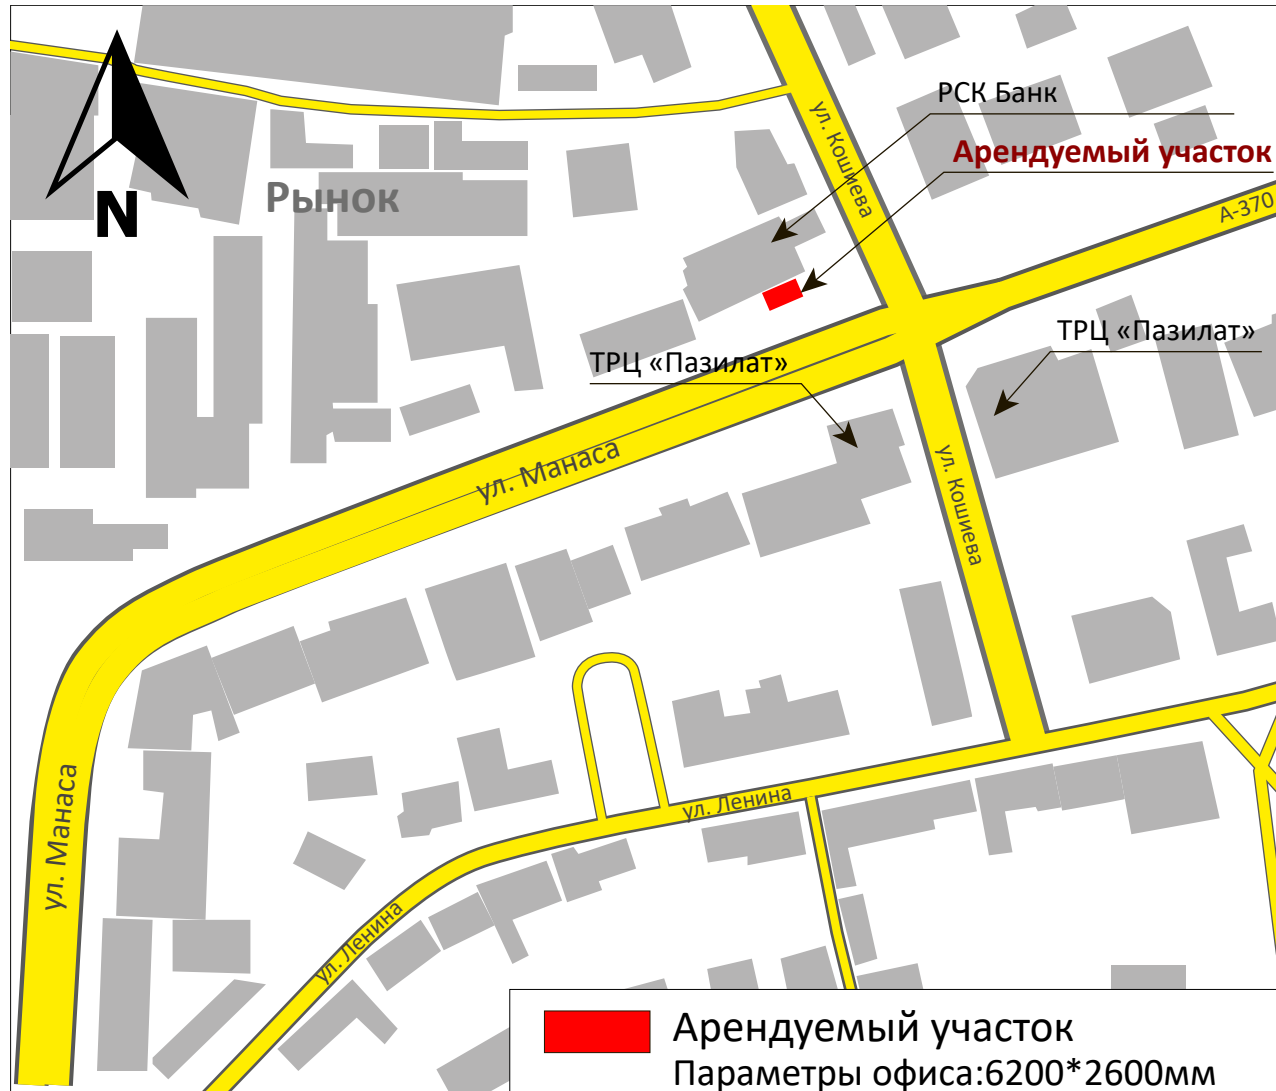 РСК Банк
Арендуемый участок
ул. Кошиева
Рынок
N
А-370
ТРЦ «Пазилат»
ТРЦ «Пазилат»
ул. Манаса
ул. Кошиева
ул. Манаса
ул. Ленина
ул. Ленина
Арендуемый участок
Параметры офиса:6200*2600мм